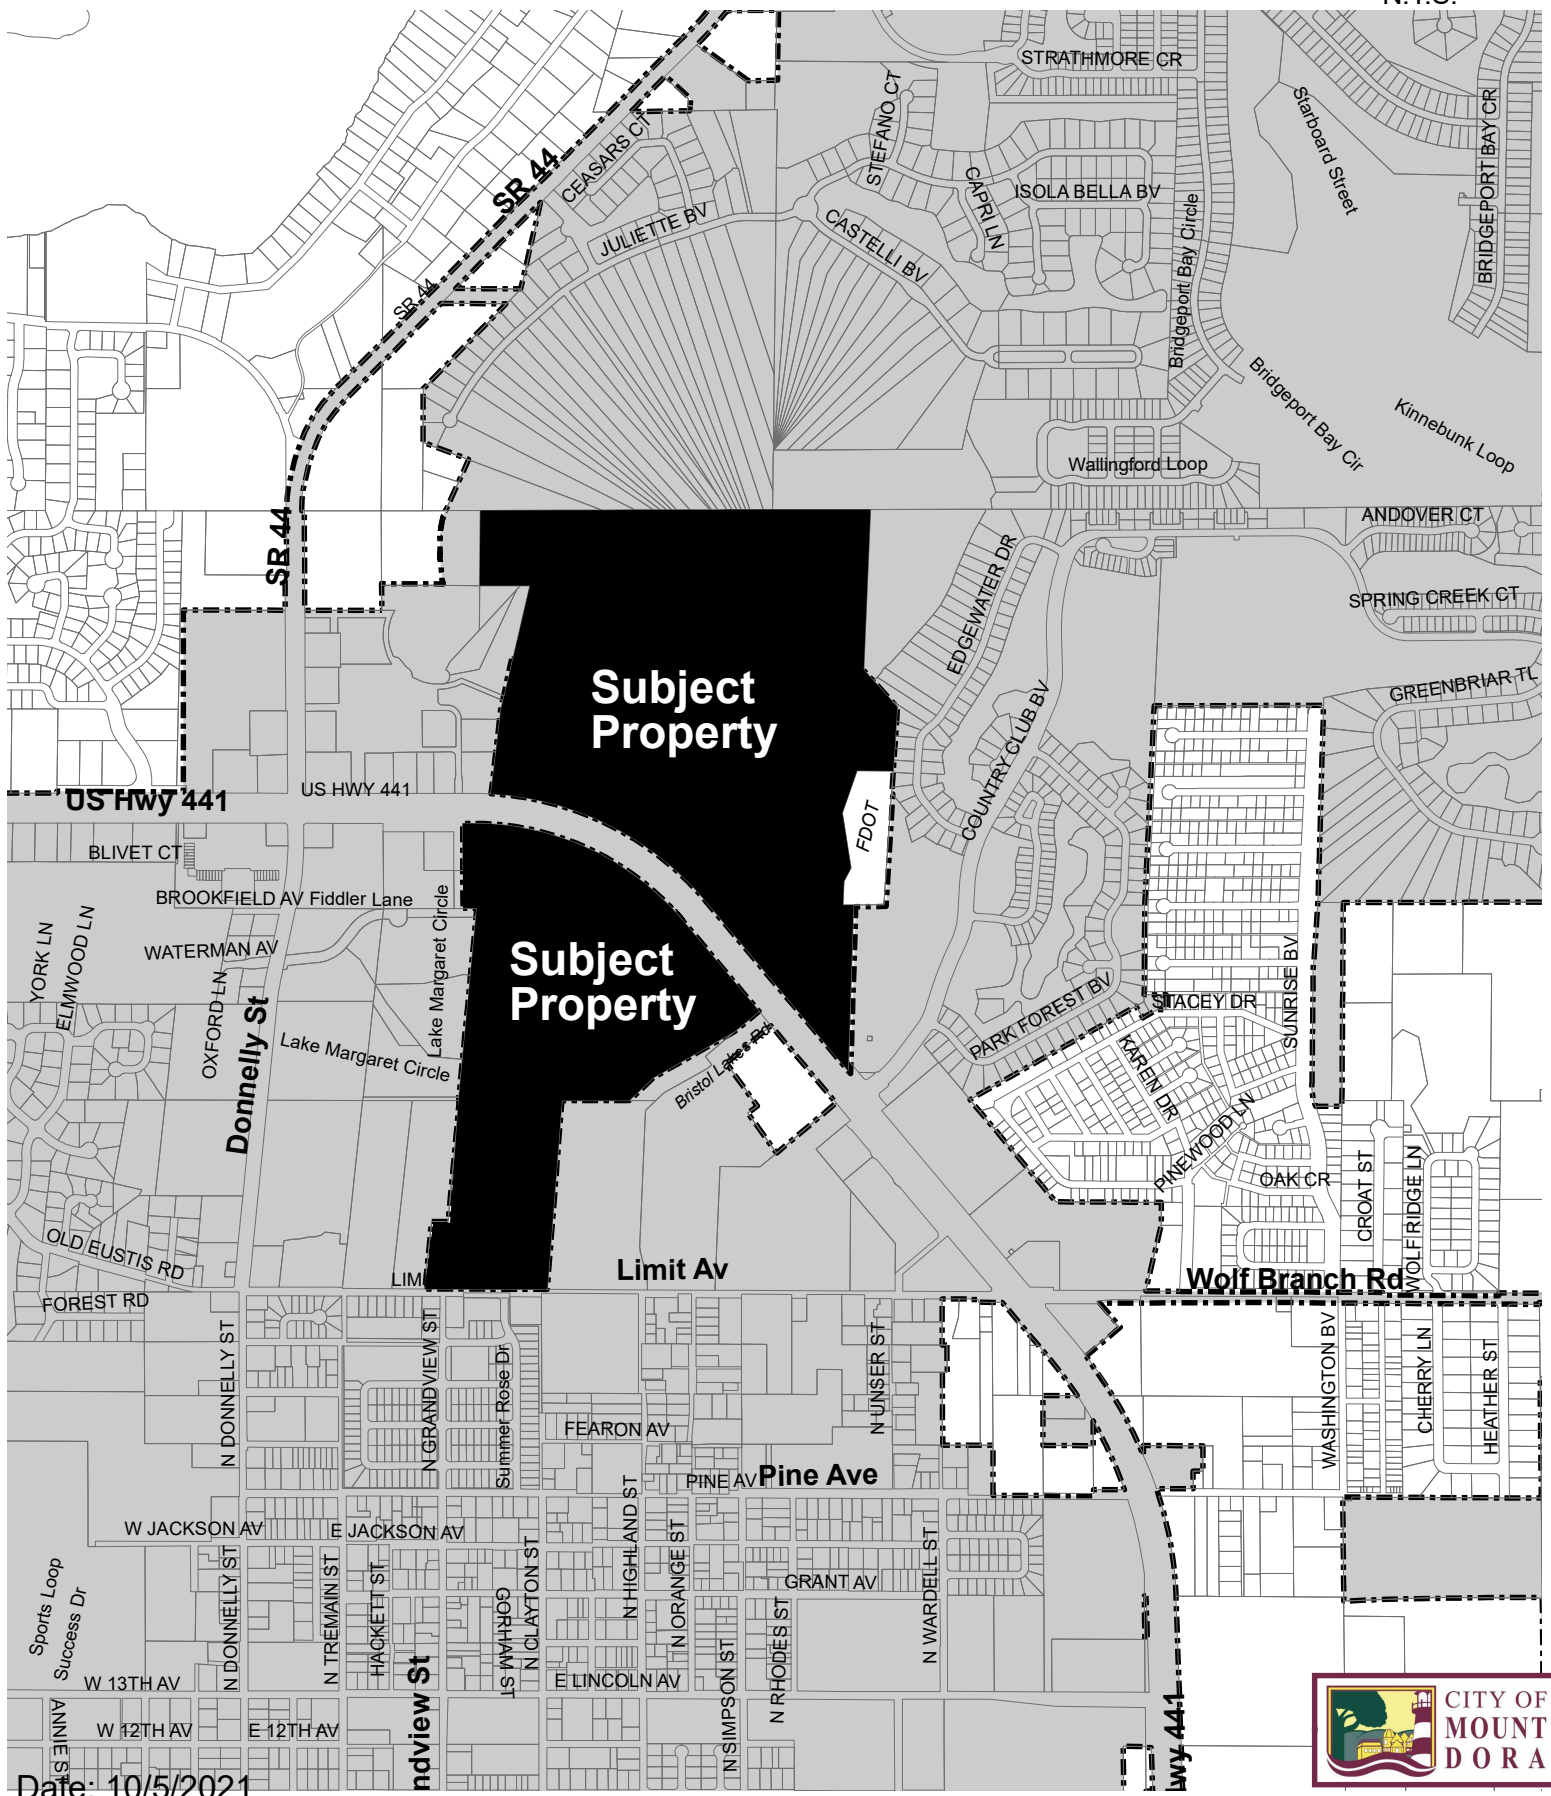 N.T.S.
STRATHMORE CR
STEFANO CT
Starboard Street
BRIDGEPORT BAY CR
SR 44
CEASARS CT
CAPRI LN
ISOLA BELLA BV
JULIETTE BV
CASTELLI BV
Bridgeport Bay Circle
SR 44
Bridgeport Bay Cir
Kinnebunk Loop
Wallingford Loop
SR 44
ANDOVER CT
EDGEWATER DR
SPRING CREEK CT
Subject
Property
GREENBRIAR TL
COUNTRY CLUB BV
US Hwy 441
US HWY 441
FDOT
BLIVET CT
BROOKFIELD AV
Fiddler Lane
Lake Margaret Circle
YORK LN
ELMWOOD LN
WATERMAN AV
OXFORD LN
Subject
Property
SUNRISE BV
STACEY DR
PARK FOREST BV
Donnelly St
Lake Margaret Circle
Bristol Lakes Rd
KAREN DR
PINEWOOD LN
OAK CR
CROAT ST
WOLF RIDGE LN
OLD EUSTIS RD
LIM
Limit Av
Wolf Branch Rd
FOREST RD
N DONNELLY ST
N GRANDVIEW ST
Summer Rose Dr
N UNSER ST
WASHINGTON BV
CHERRY LN
HEATHER ST
FEARON AV
PINE AV
Pine Ave
W JACKSON AV
E JACKSON AV
N HIGHLAND ST
N ORANGE ST
GRANT AV
N WARDELL ST
Sports Loop
Success Dr
N DONNELLY ST
N TREMAIN ST
HACKETT ST
GORHAM ST
N CLAYTON ST
N SIMPSON ST
N RHODES ST
W 13TH AV
E LINCOLN AV
ndview St
ANNIE ST
W 12TH AV
E 12TH AV
wy 441
CITY OF
MOUNT
DORA
Date: 10/5/2021